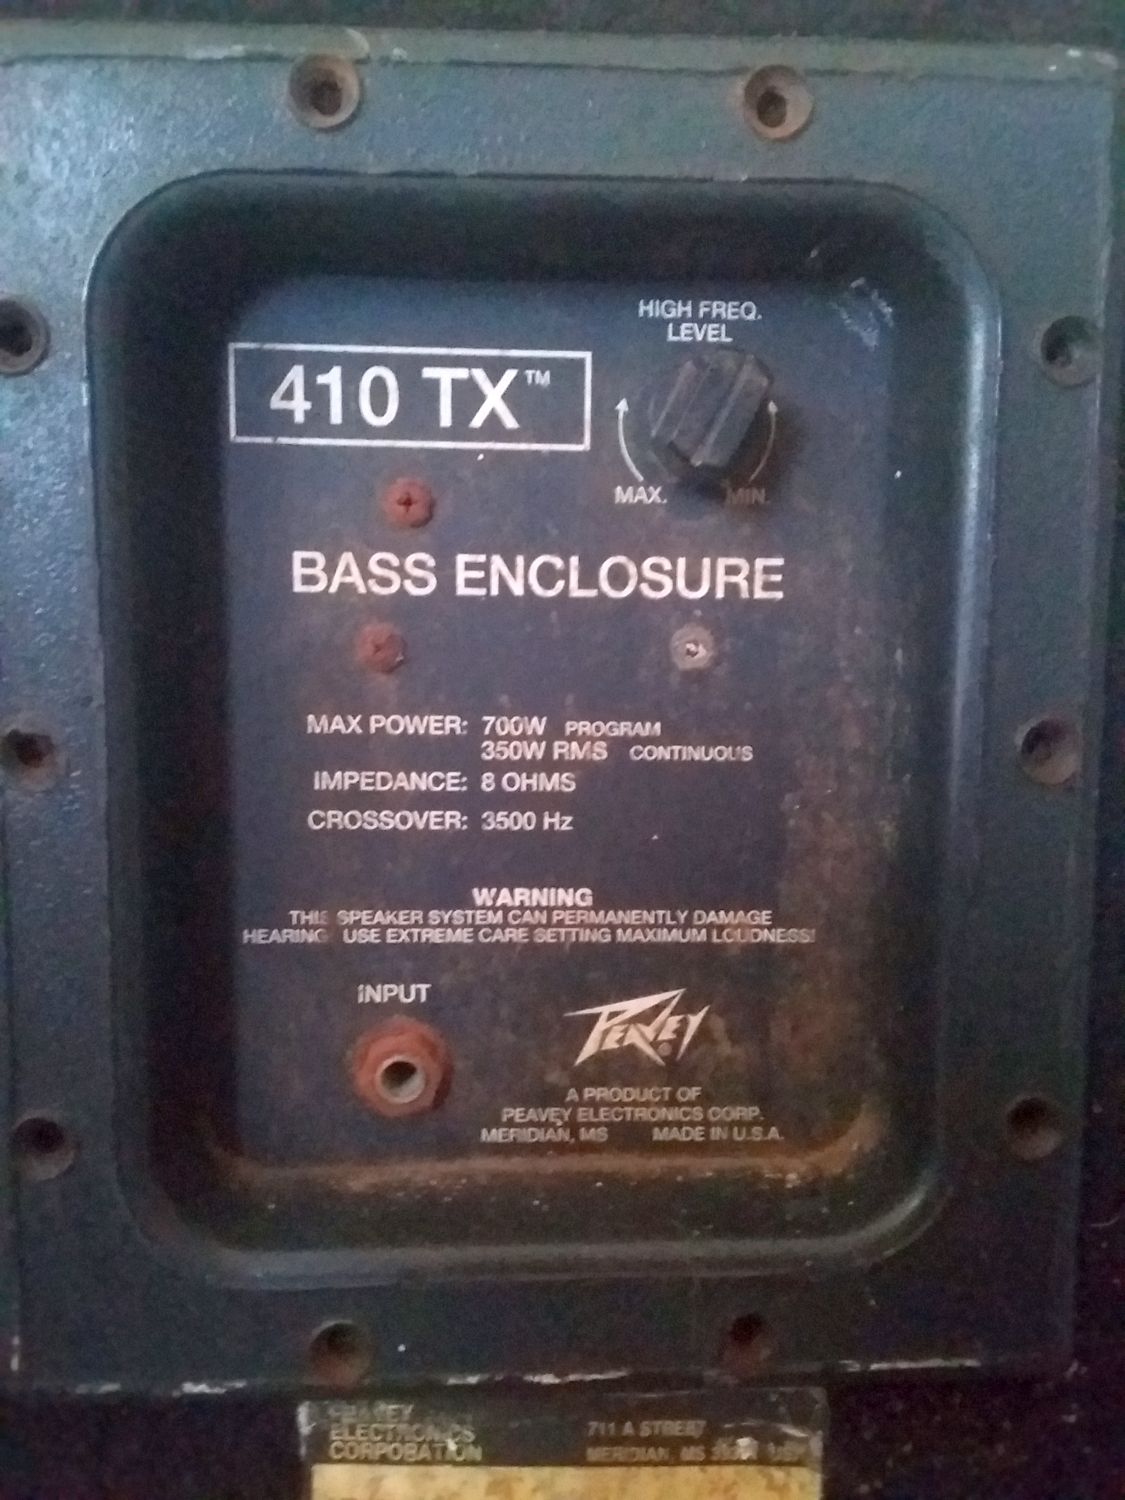 HIGH FREQ.
LEVEL
410 TX™
MAX. MIN.
BASS ENCLOSURE
MAX POWER: 700W PROGRAM
350W RMS CONTINUOUS
IMPEDANCE: 8 OHMS
CROSSOVER: 3500 Hz
WARNING
THIS SPEAKER SYSTEM CAN PERMANENTLY DAMAGE
HEARING. USE EXTREME CARE SETTING MAXIMUM LOUDNESS!
INPUT
PEAVEY®
A PRODUCT OF
PEAVEY ELECTRONICS CORP.
MERIDIAN, MS MADE IN U.S.A.
PEAVEY
ELECTRONICS
CORPORATION
711 A STREET
MERIDIAN, MS